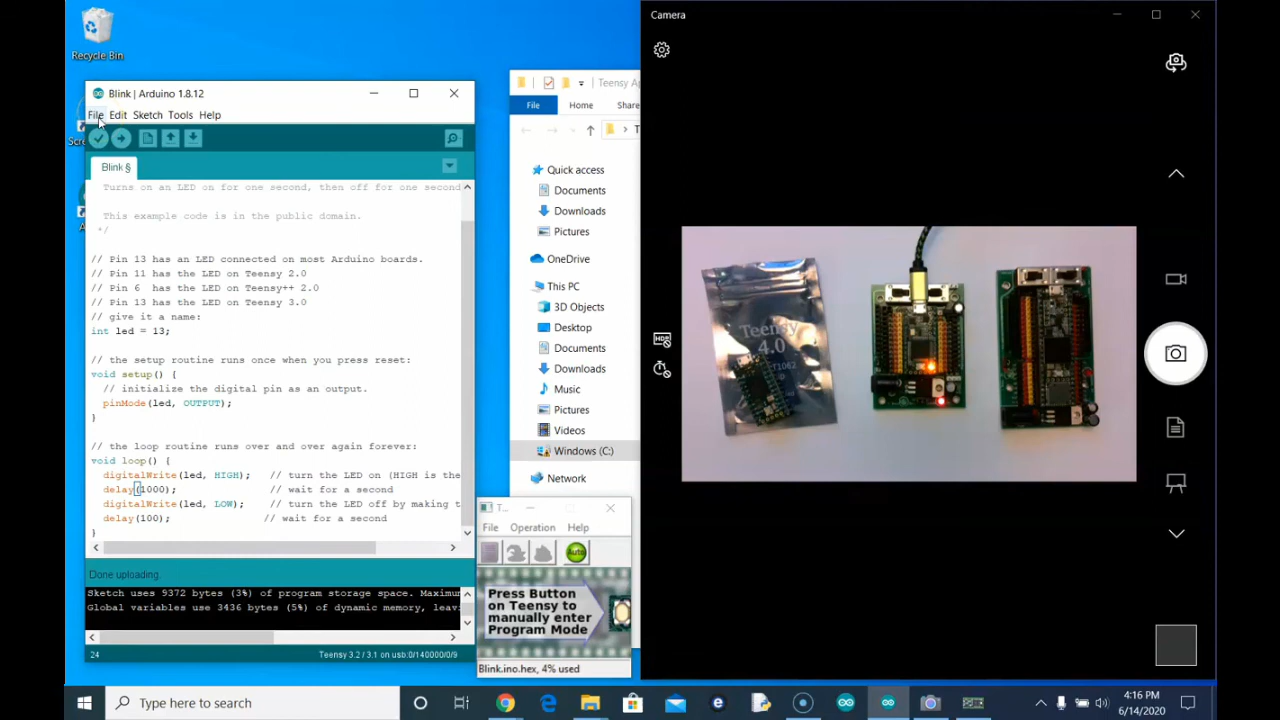 Recycle Bin
Blink | Arduino 1.8.12
File Edit Sketch Tools Help
Blink §
Turns on an LED on for one second, then off for one second
This example code is in the public domain.
*/
// Pin 13 has an LED connected on most Arduino boards.
// Pin 11 has the LED on Teensy 2.0
// Pin 6 has the LED on Teensy++ 2.0
// Pin 13 has the LED on Teensy 3.0
// give it a name:
int led = 13;
// the setup routine runs once when you press reset:
void setup() {
// initialize the digital pin as an output.
pinMode(led, OUTPUT);
}
// the loop routine runs over and over again forever:
void loop() {
digitalWrite(led, HIGH); // turn the LED on (HIGH is the
delay(1000); // wait for a second
digitalWrite(led, LOW); // turn the LED off by making t
delay(100); // wait for a second
}
Done uploading.
Sketch uses 9372 bytes (3%) of program storage space. Maximum
Global variables use 3436 bytes (5%) of dynamic memory, leav
24
Teensy 3.2 / 3.1 on usb:0/140000/0/9
Teensy Ap
File Home Share
T
Quick access
Documents
Downloads
Pictures
OneDrive
This PC
3D Objects
Desktop
Documents
Downloads
Music
Pictures
Videos
Windows (C:)
Network
T...
File Operation Help
Auto
Press Button
on Teensy to
manually enter
Program Mode
Blink.ino.hex, 4% used
Camera
HDR
Teensy
4.0
Type here to search
4:16 PM
6/14/2020